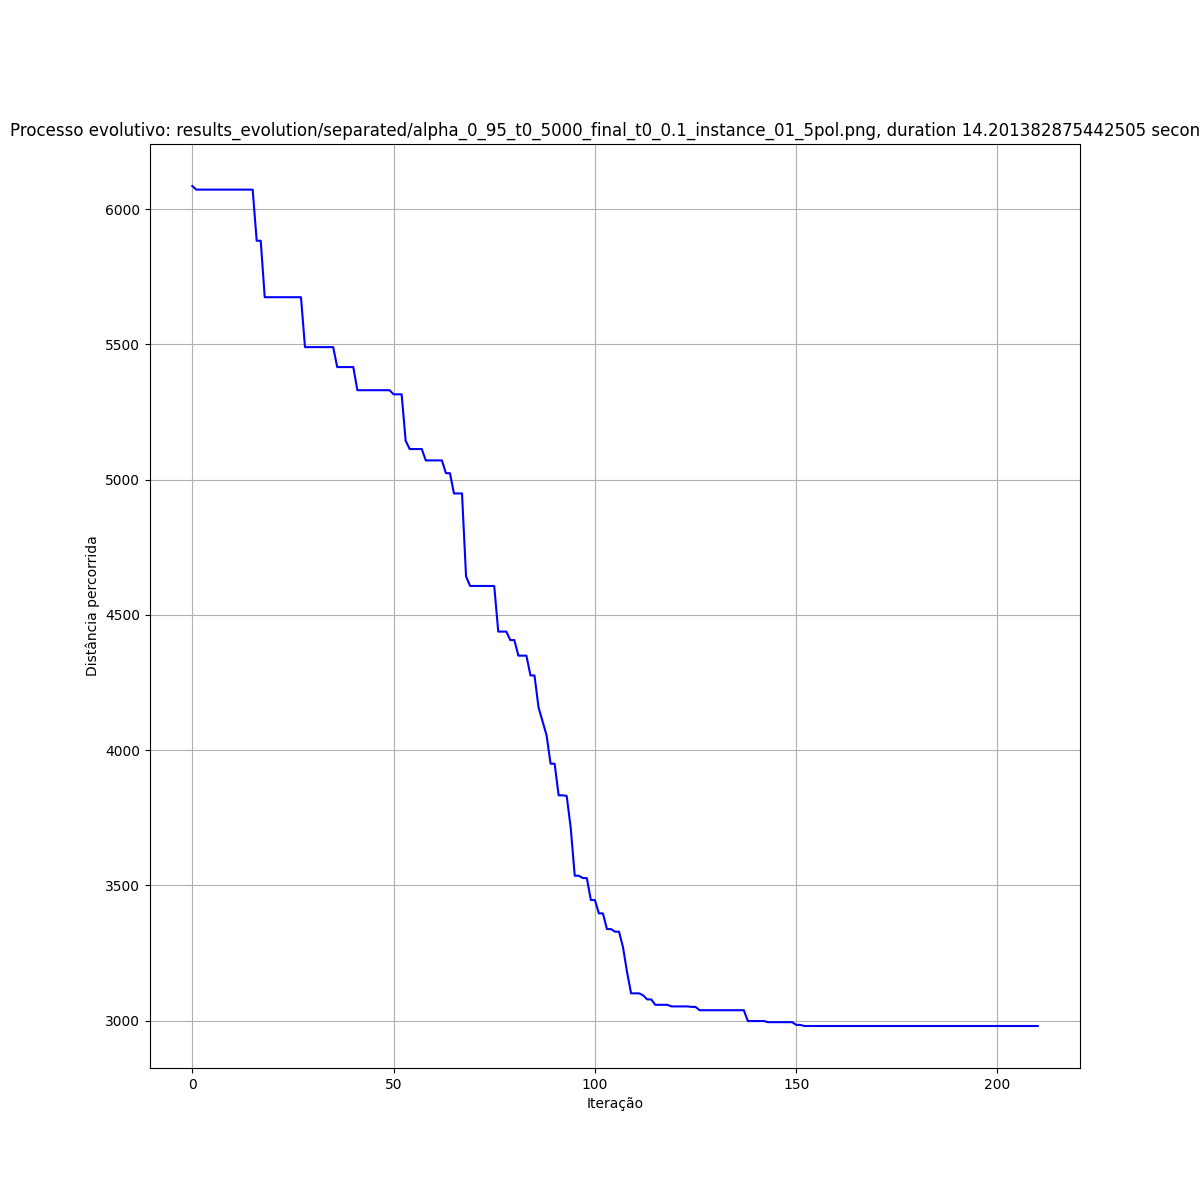 Processo evolutivo: results_evolution/separated/alpha_0_95_t0_5000_final_t0_0.1_instance_01_5pol.png, duration 14.201382875442505 secon
6000
5500
5000
4500
4000
3500
3000
Distância percorrida
0 50 100 150 200
Iteração